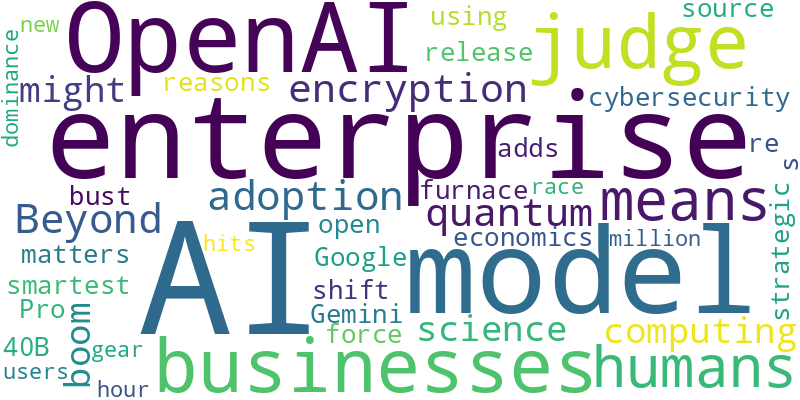 new
OpenAI
using
source
judge
release
dominance
might
reasons
encryption
cybersecurity
enterprise
adds
re
s
bust
adoption
furnace
race
means
Beyond
quantum
strategic
AI
hits
open
economics
million
matters
Google
model
smartest
shift
Pro
Gemini
boom
force
science
computing
40B
gear
businesses
humans
users
hour